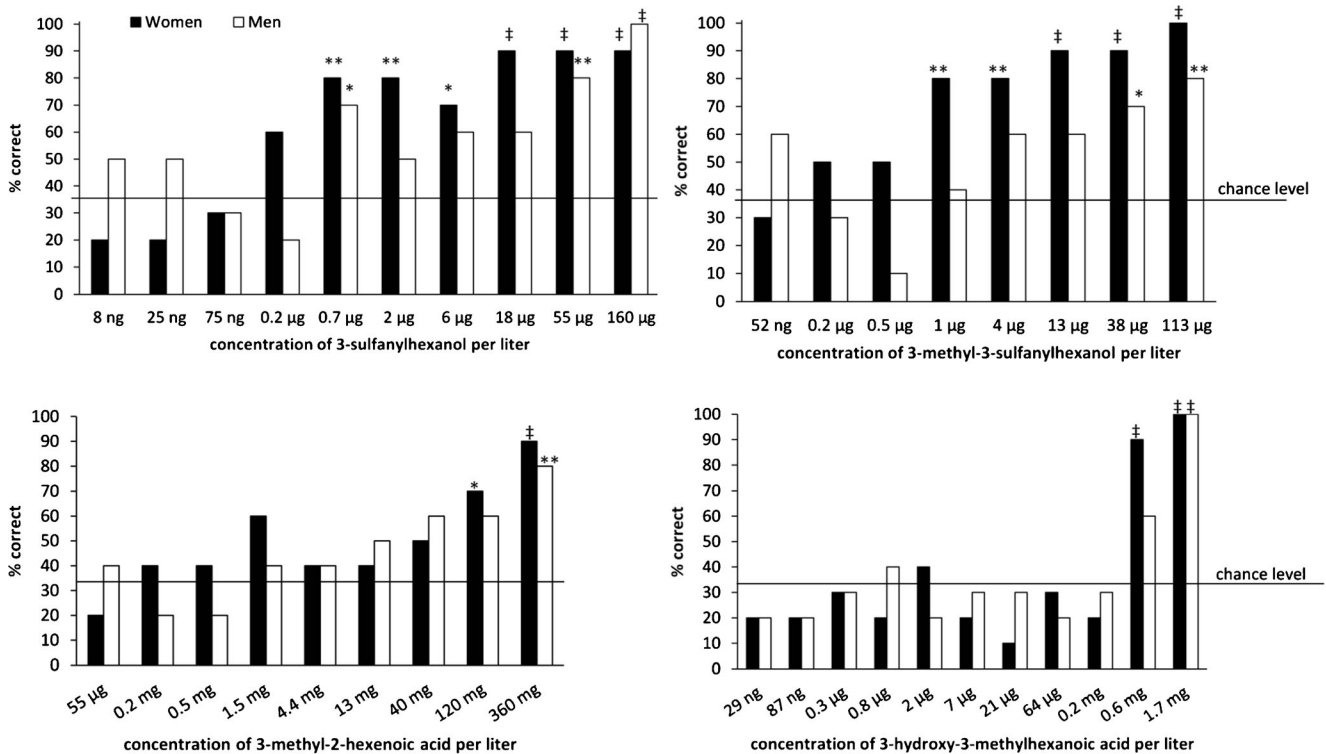 Women Men
‡
100
90
80
70
60
50
40
30
20
10
0
% correct
** ** * ‡ ‡ ‡
* **
8 ng 25 ng 75 ng 0.2 µg 0.7 µg 2 µg 6 µg 18 µg 55 µg 160 µg
concentration of 3-sulfanylhexanol per liter
100
90
80
70
60
50
40
30
20
10
0
% correct
** ** ‡ ‡ ‡
* **
chance level
52 ng 0.2 µg 0.5 µg 1 µg 4 µg 13 µg 38 µg 113 µg
concentration of 3-methyl-3-sulfanylhexanol per liter
100
90
80
70
60
50
40
30
20
10
0
% correct
* ‡ **
55 µg 0.2 mg 0.5 mg 1.5 mg 4.4 mg 13 mg 40 mg 120 mg 360 mg
concentration of 3-methyl-2-hexenoic acid per liter
100
90
80
70
60
50
40
30
20
10
0
% correct
‡ ‡ ‡
chance level
29 ng 87 ng 0.3 µg 0.8 µg 2 µg 7 µg 21 µg 64 µg 0.2 mg 0.6 mg 1.7 mg
concentration of 3-hydroxy-3-methylhexanoic acid per liter